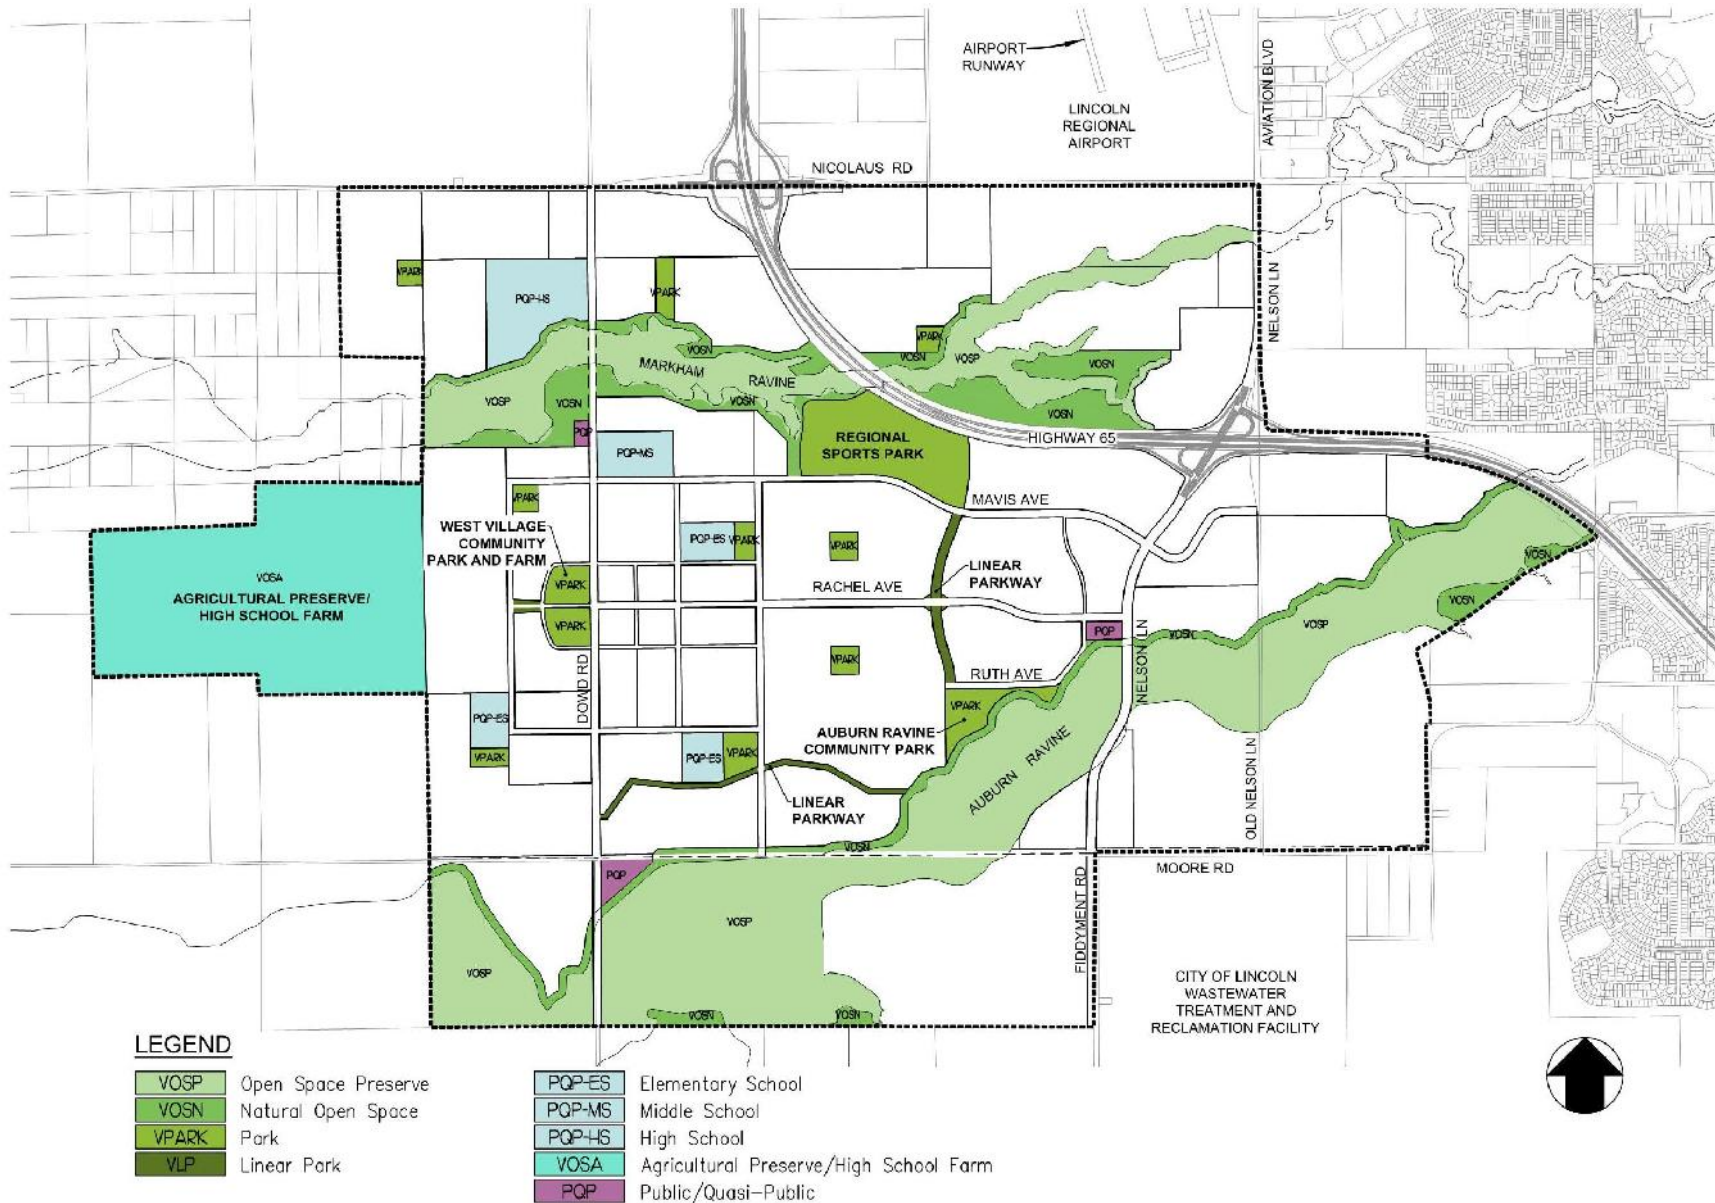 AIRPORT
RUNWAY
LINCOLN
REGIONAL
AIRPORT
AVIATION BLVD
NICOLAUS RD
NELSON LN
VPARK
PQP-HS
VPARK
VPARK
VOSN
VOSN
VOSP
VOSN
MARKHAM
RAVINE
VOSP
VOSN
VOSN
VOSN
PQP
PQP-MS
REGIONAL
SPORTS PARK
HIGHWAY 65
VPARK
MAVIS AVE
WEST VILLAGE
COMMUNITY
PARK AND FARM
PQP-ES
VPARK
VPARK
VOSN
VOSA
AGRICULTURAL PRESERVE/
HIGH SCHOOL FARM
VPARK
RACHEL AVE
LINEAR
PARKWAY
VOSN
VPARK
PQP
VOSN
VOSP
NELSON LN
VPARK
RUTH AVE
DOWD RD
PQP-ES
VPARK
VPARK
AUBURN RAVINE
COMMUNITY PARK
AUBURN RAVINE
PQP-ES
VPARK
OLD NELSON LN
LINEAR
PARKWAY
VOSN
MOORE RD
PQP
FIDDYMENT RD
VOSP
VOSP
VOSN
VOSN
CITY OF LINCOLN
WASTEWATER
TREATMENT AND
RECLAMATION FACILITY
LEGEND
VOSP Open Space Preserve
VOSN Natural Open Space
VPARK Park
VLP Linear Park
PQP-ES Elementary School
PQP-MS Middle School
PQP-HS High School
VOSA Agricultural Preserve/High School Farm
PQP Public/Quasi-Public